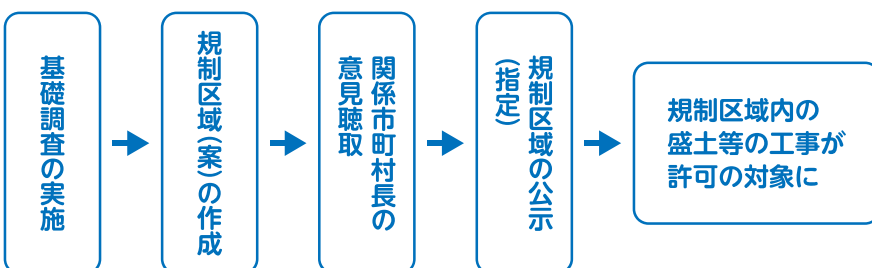 基礎調査の実施
規制区域（案）の作成
関係市町村長の
意見聴取
規制区域の公示
（指定）
規制区域内の
盛土等の工事が
許可の対象に